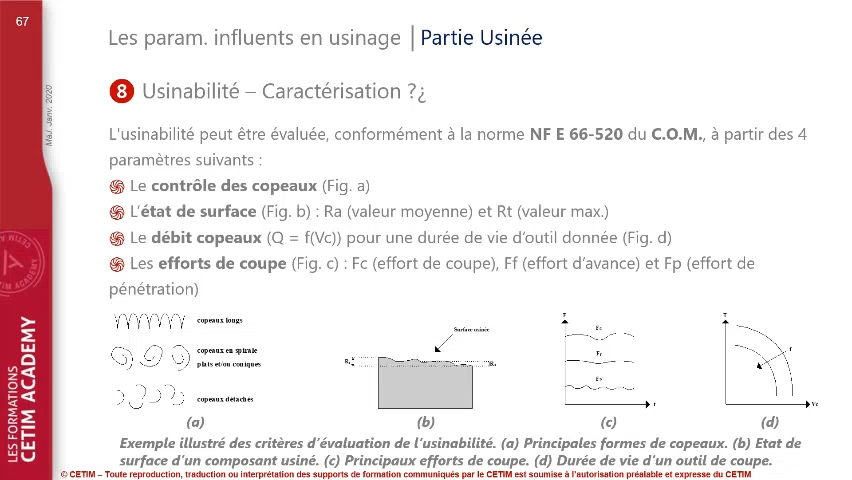 67
Les param. influents en usinage | Partie Usinée
MàJ. Janv. 2020
8 Usinabilité – Caractérisation ?¿
L'usinabilité peut être évaluée, conformément à la norme NF E 66-520 du C.O.M., à partir des 4
paramètres suivants :
Le contrôle des copeaux (Fig. a)
L'état de surface (Fig. b) : Ra (valeur moyenne) et Rt (valeur max.)
Le débit copeaux (Q = f(Vc)) pour une durée de vie d'outil donnée (Fig. d)
Les efforts de coupe (Fig. c) : Fc (effort de coupe), Ff (effort d'avance) et Fp (effort de
pénétration)
copeaux longs
copeaux en spirale
plats et/ou coniques
copeaux détachés
(a)
Surface usinée
(b)
F
Fc
t
(c)
T
f
Vc
(d)
Exemple illustré des critères d'évaluation de l'usinabilité. (a) Principales formes de copeaux. (b) Etat de
surface d'un composant usiné. (c) Principaux efforts de coupe. (d) Durée de vie d'un outil de coupe.
© CETIM – Toute reproduction, traduction ou interprétation des supports de formation communiqués par le CETIM est soumise à l'autorisation préalable et expresse du CETIM
LES FORMATIONS
CETIM ACADEMY